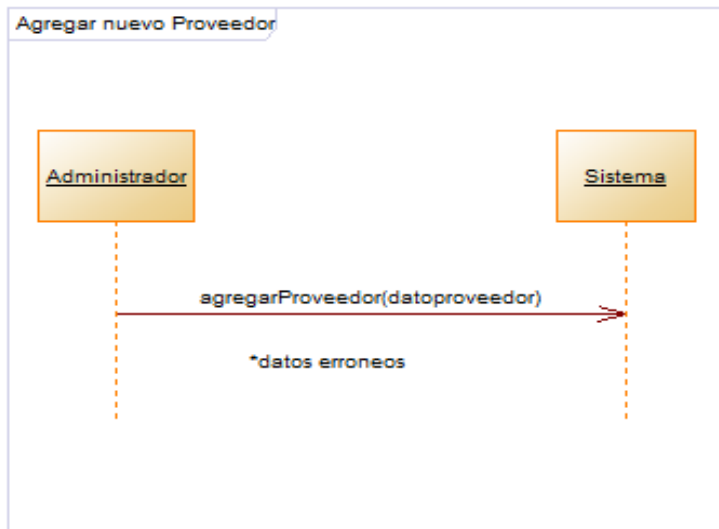 Agregar nuevo Proveedor
Administrador
Sistema
agregarProveedor(datoproveedor)
*datos erroneos